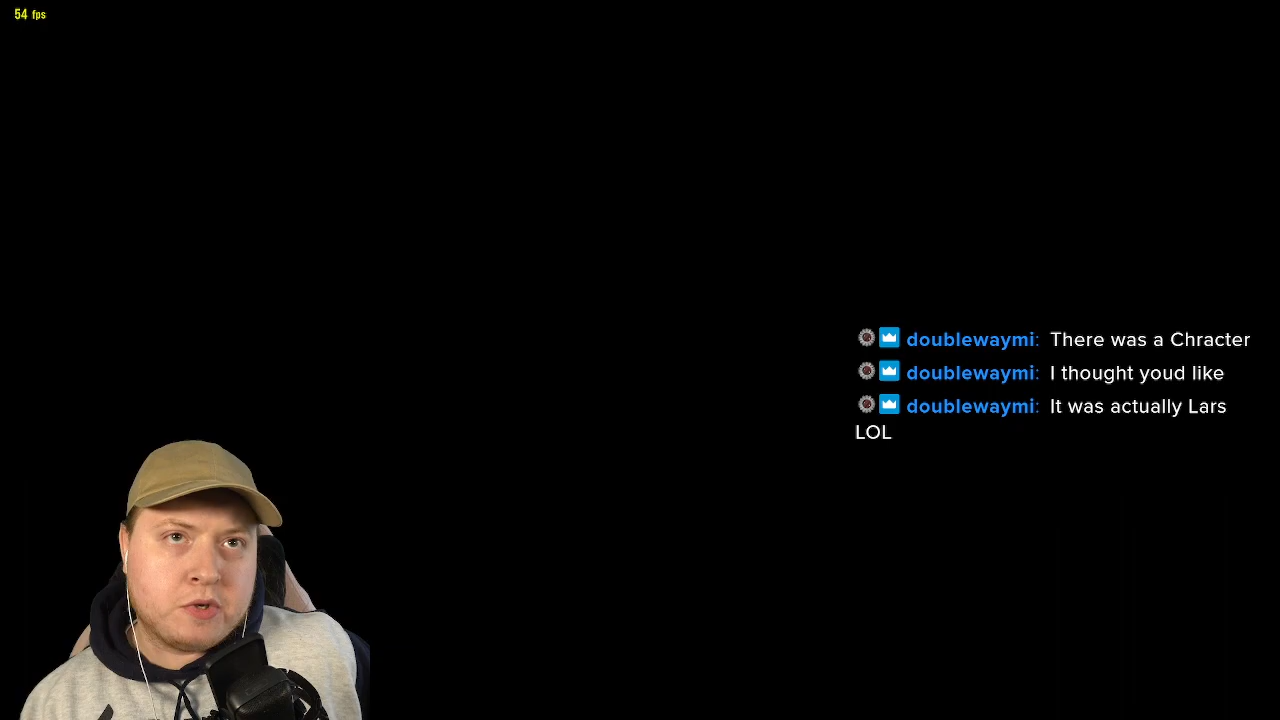 54 fps
doublewaymi: There was a Chracter
doublewaymi: I thought youd like
doublewaymi: It was actually Lars
LOL